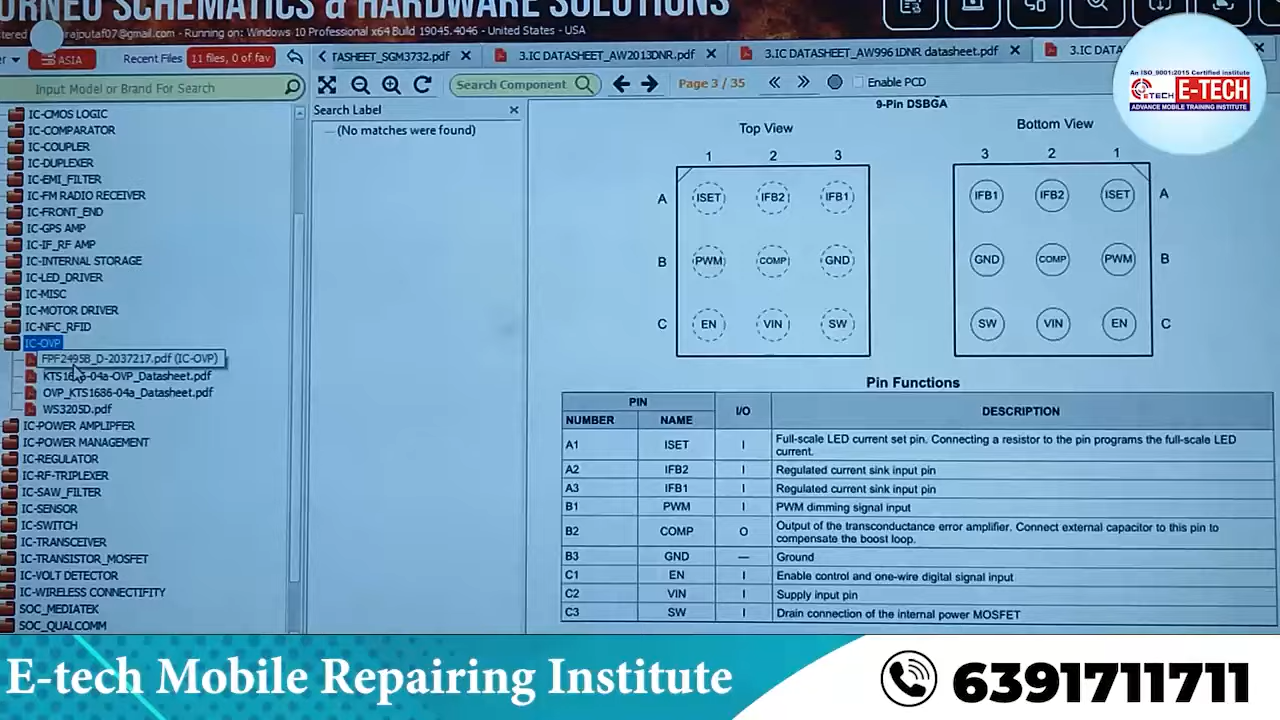 ORNEO SCHEMATICS & HARDWARE SOLUTIONS
rajputaf07@gmail.com - Running on: Windows 10 Professional x64 Build 19045.4046 - United States - USA
ASIA
Recent Files
11 files, 0 of fav
TASHEET_SGM3732.pdf
3.IC DATASHEET_AW2013DNR.pdf
3.IC DATASHEET_AW9961DNR datasheet.pdf
3.IC DATA
An ISO_9001:2015 Certified Institute
ETECH E-TECH
ADVANCE MOBILE TRAINING INSTITUTE
Input Model or Brand For Search
Search Component
Page 3 / 35
Enable PCD
Search Label
(No matches were found)
IC-CMOS LOGIC
IC-COMPARATOR
IC-COUPLER
IC-DUPLEXER
IC-EMI_FILTER
IC-FM RADIO RECEIVER
IC-FRONT_END
IC-GPS AMP
IC-IF_RF AMP
IC-INTERNAL STORAGE
IC-LED_DRIVER
IC-MISC
IC-MOTOR DRIVER
IC-NFC_RFID
IC-OVP
FPF2495B_D-2037217.pdf (IC-OVP)
KTS1686-04a-OVP_Datasheet.pdf
OVP_KTS1686-04a_Datasheet.pdf
WS3205D.pdf
IC-POWER AMPLIPFER
IC-POWER MANAGEMENT
IC-REGULATOR
IC-RF-TRIPLEXER
IC-SAW_FILTER
IC-SENSOR
IC-SWITCH
IC-TRANSCEIVER
IC-TRANSISTOR_MOSFET
IC-VOLT DETECTOR
IC-WIRELESS CONNECTIFITY
SOC_MEDIATEK
SOC_QUALCOMM
9-Pin DSBGA
Top View
Bottom View
1 2 3
3 2 1
A ISET IFB2 IFB1
IFB1 IFB2 ISET A
B PWM COMP GND
GND COMP PWM B
C EN VIN SW
SW VIN EN C
Pin Functions
PIN
I/O
DESCRIPTION
NUMBER NAME
A1 ISET I Full-scale LED current set pin. Connecting a resistor to the pin programs the full-scale LED
current.
A2 IFB2 I Regulated current sink input pin
A3 IFB1 I Regulated current sink input pin
B1 PWM I PWM dimming signal input
B2 COMP O Output of the transconductance error amplifier. Connect external capacitor to this pin to
compensate the boost loop.
B3 GND — Ground
C1 EN I Enable control and one-wire digital signal input
C2 VIN I Supply input pin
C3 SW I Drain connection of the internal power MOSFET
E-tech Mobile Repairing Institute
6391711711